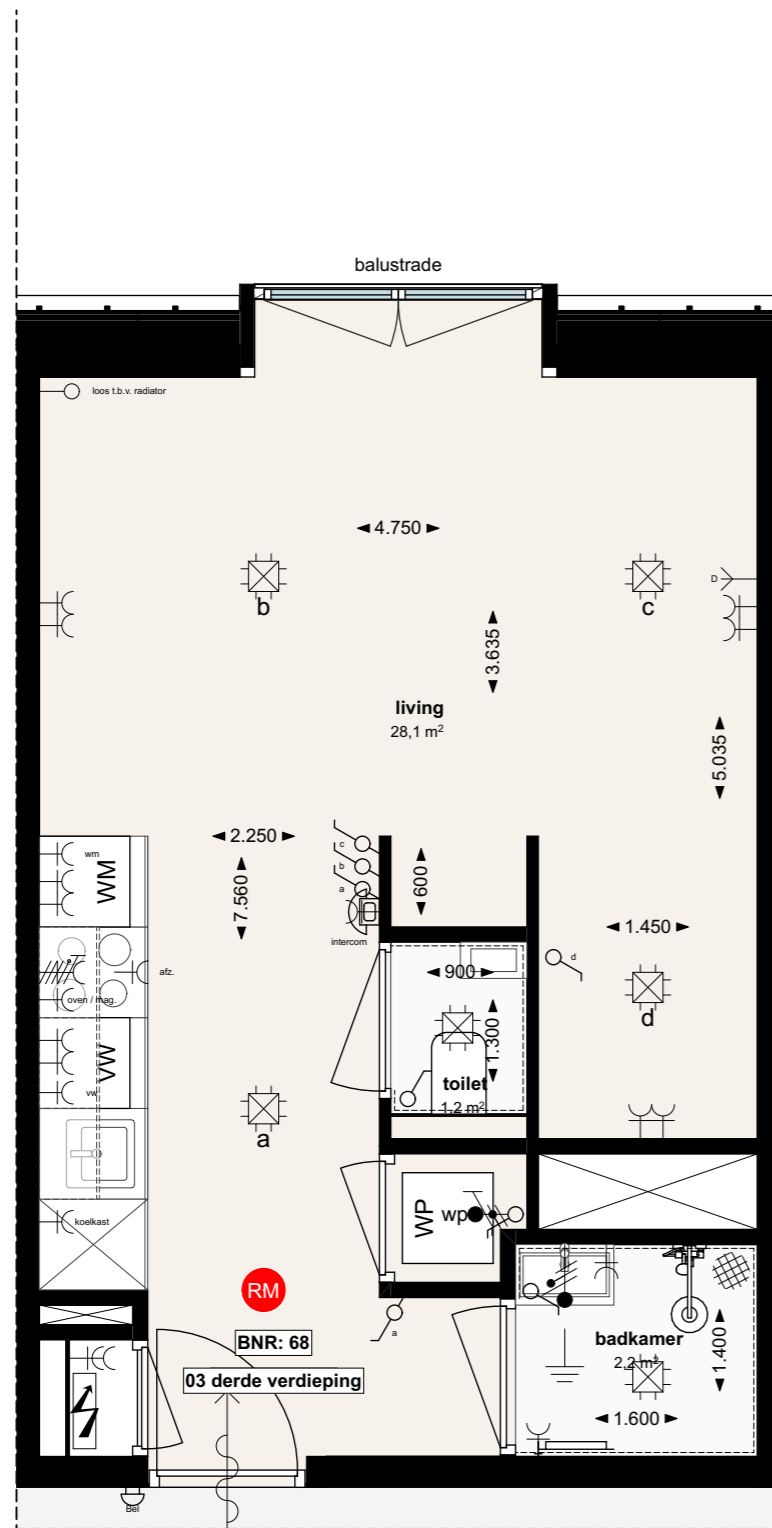 balustrade
loos t.b.v. radiator
4.750
b
c
D
3.635
living
28,1 m²
5.035
2.250
7.560
c
b
a
intercom
600
wm
WM
1.450
afz.
oven / mag.
900
d
d
1.300
toilet
1,2 m²
VW
vw
a
koelkast
WP
wp
RM
a
BNR: 68
03 derde verdieping
badkamer
2,2 m²
1.400
1.600
Bel